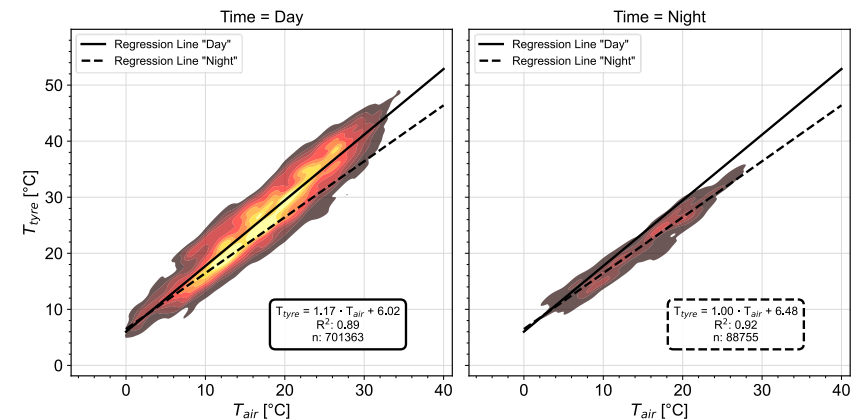 Time = Day
Regression Line "Day"
Regression Line "Night"
50
40
30
20
10
0
T_tyre [°C]
T_tyre = 1.17 · T_air + 6.02
R²: 0.89
n: 701363
0 10 20 30 40
T_air [°C]
Time = Night
Regression Line "Day"
Regression Line "Night"
T_tyre = 1.00 · T_air + 6.48
R²: 0.92
n: 88755
0 10 20 30 40
T_air [°C]